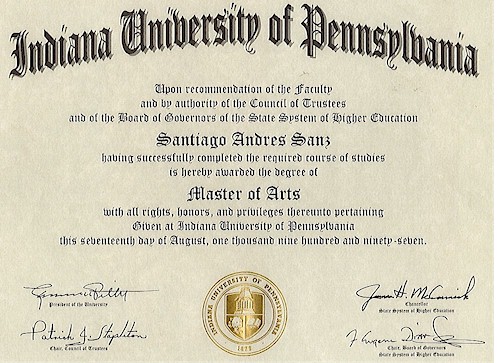 Indiana University of Pennsylvania
Upon recommendation of the Faculty
and by authority of the Council of Trustees
and of the Board of Governors of the State System of Higher Education
Santiago Andres Sanz
having successfully completed the required course of studies
is hereby awarded the degree of
Master of Arts
with all rights, honors, and privileges thereunto pertaining
Given at Indiana University of Pennsylvania
this seventeenth day of August, one thousand nine hundred and ninety-seven.
President of the University
Patrick J. Stapleton
Chair, Council of Trustees
INDIANA UNIVERSITY OF PENNSYLVANIA
1875
James H. McCormick
Chancellor
State System of Higher Education
Chair, Board of Governors
State System of Higher Education